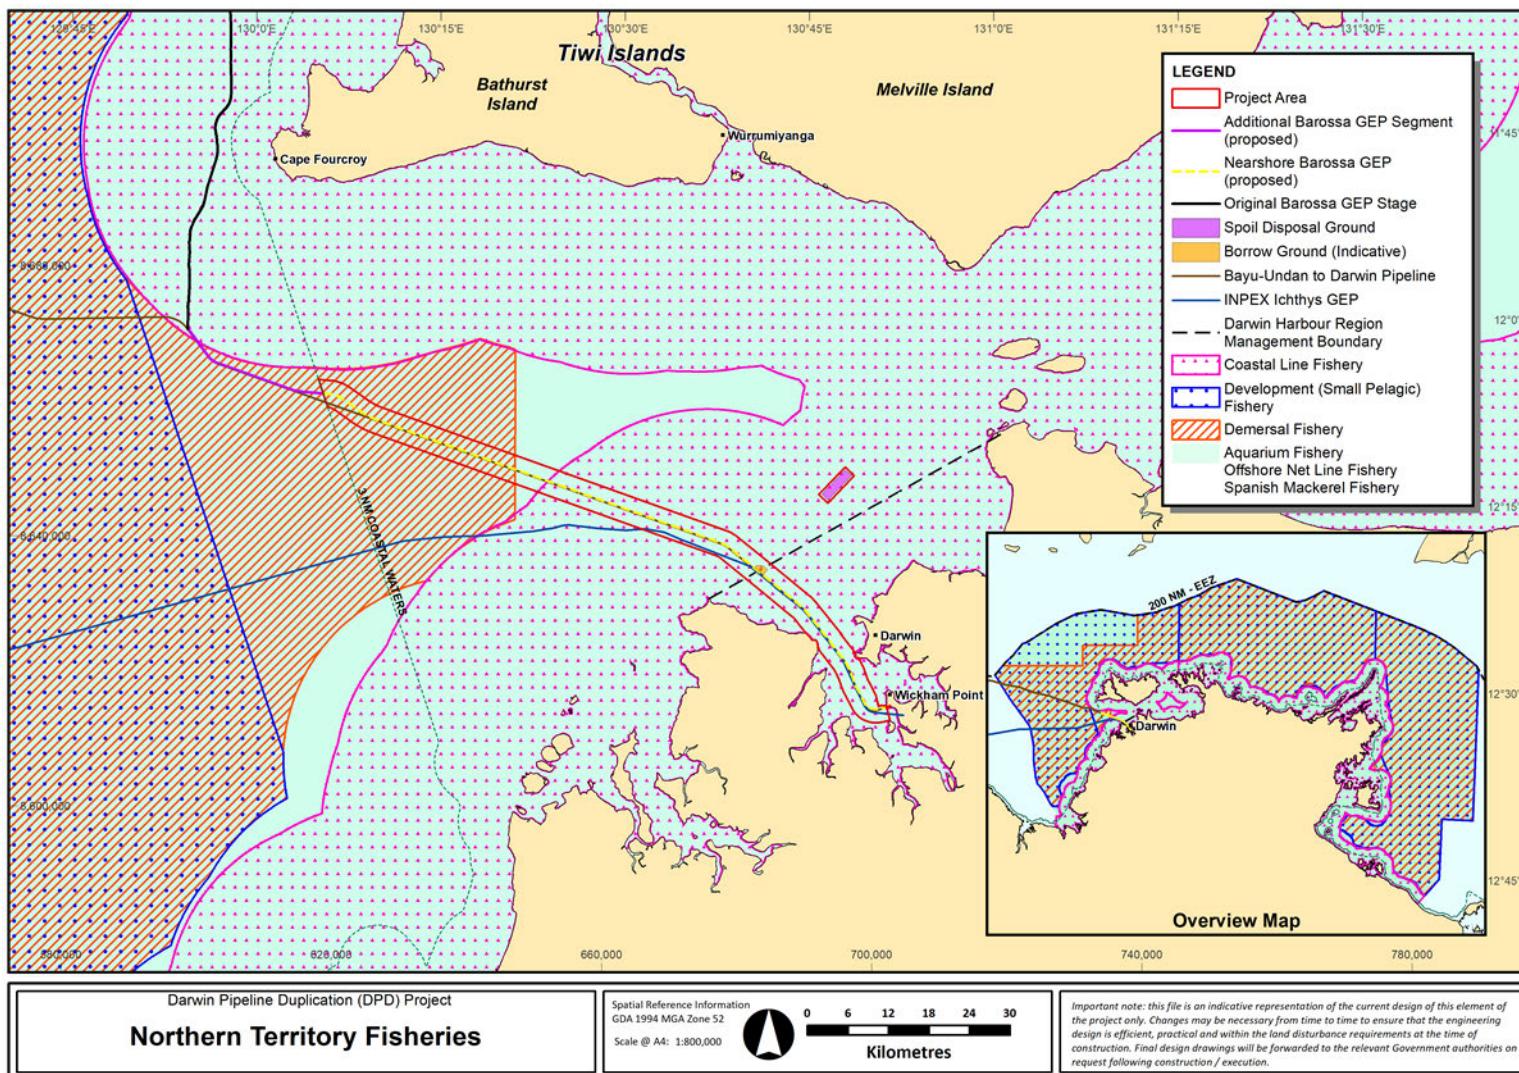 129°45'E
130°0'E
130°15'E
130°30'E
130°45'E
131°0'E
131°15'E
131°30'E
Tiwi Islands
Bathurst
Island
Melville Island
Wurrumiyanga
Cape Fourcroy
LEGEND
Project Area
Additional Barossa GEP Segment
(proposed)
Nearshore Barossa GEP
(proposed)
Original Barossa GEP Stage
Spoil Disposal Ground
Borrow Ground (Indicative)
Bayu-Undan to Darwin Pipeline
INPEX Ichthys GEP
Darwin Harbour Region
Management Boundary
Coastal Line Fishery
Development (Small Pelagic)
Fishery
Demersal Fishery
Aquarium Fishery
Offshore Net Line Fishery
Spanish Mackerel Fishery
8,680,000
12°0'
12°15'
3 NM COASTAL WATERS
8,640,000
Darwin
Wickham Point
200 NM - EEZ
Darwin
12°30'
8,600,000
12°45'
Overview Map
620,000
660,000
700,000
740,000
780,000
Darwin Pipeline Duplication (DPD) Project
Northern Territory Fisheries
Spatial Reference Information
GDA 1994 MGA Zone 52
Scale @ A4: 1:800,000
0 6 12 18 24 30
Kilometres
Important note: this file is an indicative representation of the current design of this element of
the project only. Changes may be necessary from time to time to ensure that the engineering
design is efficient, practical and within the land disturbance requirements at the time of
construction. Final design drawings will be forwarded to the relevant Government authorities on
request following construction / execution.